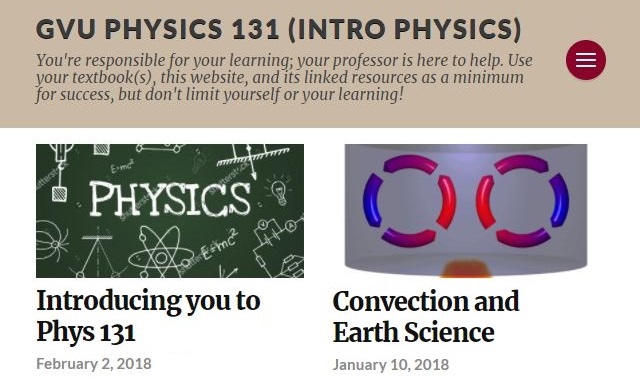 GVU PHYSICS 131 (INTRO PHYSICS)
You're responsible for your learning; your professor is here to help. Use
your textbook(s), this website, and its linked resources as a minimum
for success, but don't limit yourself or your learning!
E=mc²
PHYSICS
E=mc²
Introducing you to
Phys 131
February 2, 2018
Convection and
Earth Science
January 10, 2018